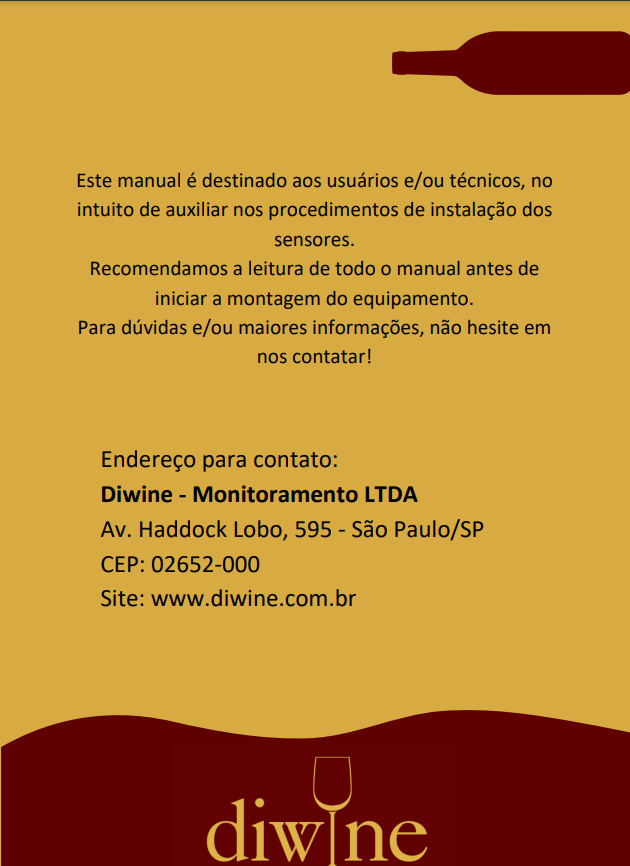 Este manual é destinado aos usuários e/ou técnicos, no
intuito de auxiliar nos procedimentos de instalação dos
sensores.
Recomendamos a leitura de todo o manual antes de
iniciar a montagem do equipamento.
Para dúvidas e/ou maiores informações, não hesite em
nos contatar!
Endereço para contato:
Diwine - Monitoramento LTDA
Av. Haddock Lobo, 595 - São Paulo/SP
CEP: 02652-000
Site: www.diwine.com.br
diwine